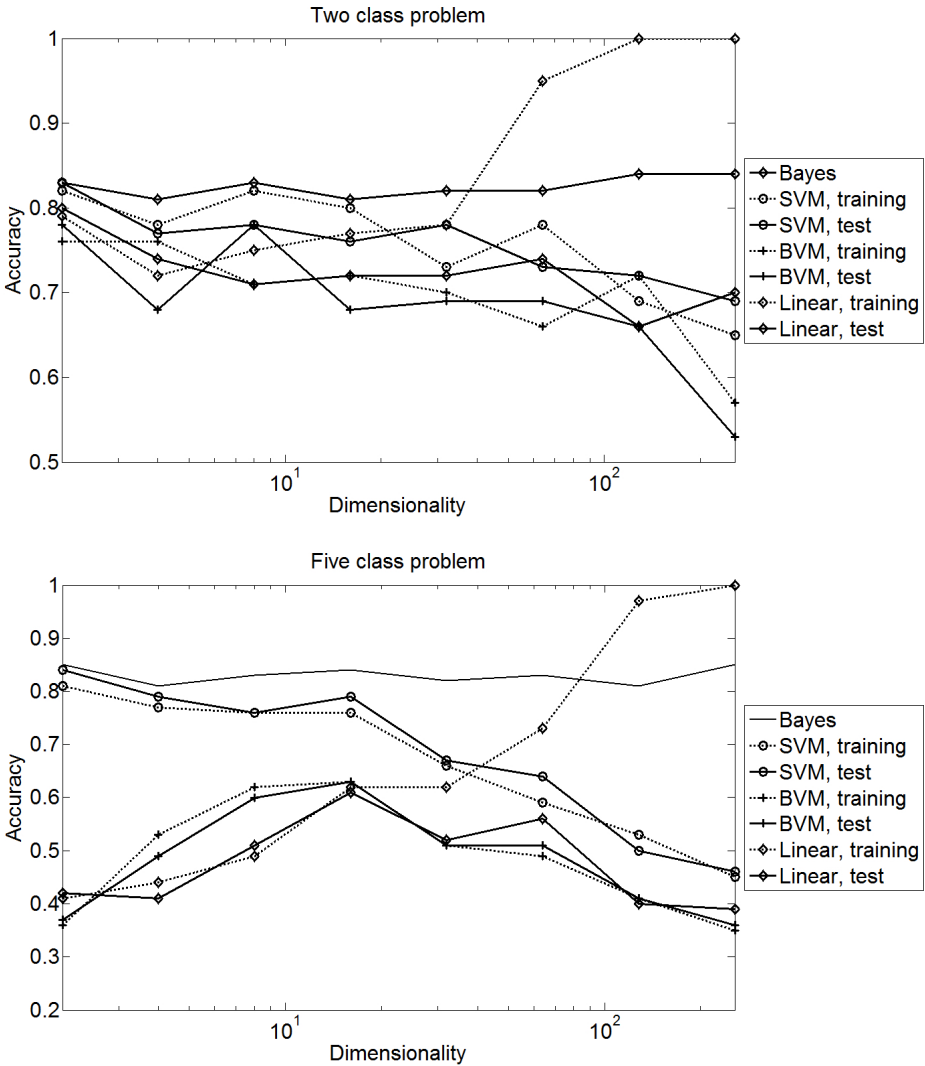 Two class problem
1
0.9
0.8
0.7
0.6
0.5
Accuracy
10^1
10^2
Dimensionality
Bayes
SVM, training
SVM, test
BVM, training
BVM, test
Linear, training
Linear, test
Five class problem
1
0.9
0.8
0.7
0.6
0.5
0.4
0.3
0.2
Accuracy
10^1
10^2
Dimensionality
Bayes
SVM, training
SVM, test
BVM, training
BVM, test
Linear, training
Linear, test